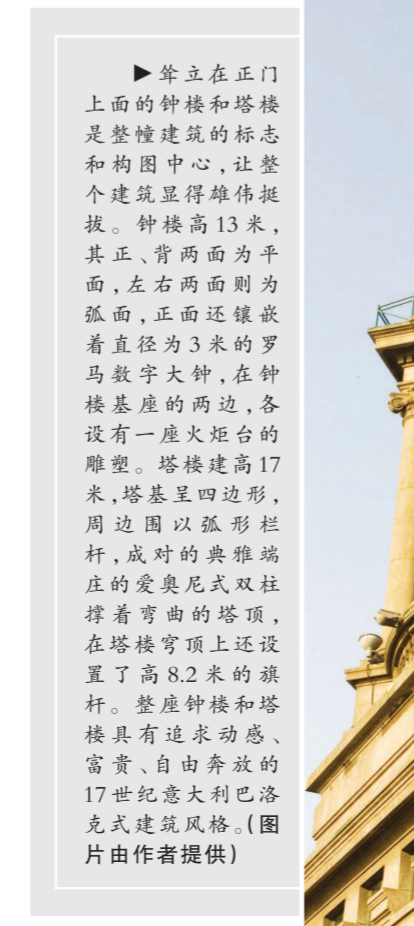 ▶耸立在正门
上面的钟楼和塔楼
是整幢建筑的标志
和构图中心,让整
个建筑显得雄伟挺
拔。钟楼高13米,
其正、背两面为平
面,左右两面则为
弧面,正面还镶嵌
着直径为3米的罗
马数字大钟,在钟
楼基座的两边,各
设有一座火炬台的
雕塑。塔楼建高17
米,塔基呈四边形,
周边围以弧形栏
杆,成对的典雅端
庄的爱奥尼式双柱
撑着弯曲的塔顶,
在塔楼穹顶上还设
置了高8.2米的旗
杆。整座钟楼和塔
楼具有追求动感、
富贵、自由奔放的
17世纪意大利巴洛
克式建筑风格。(图
片由作者提供)